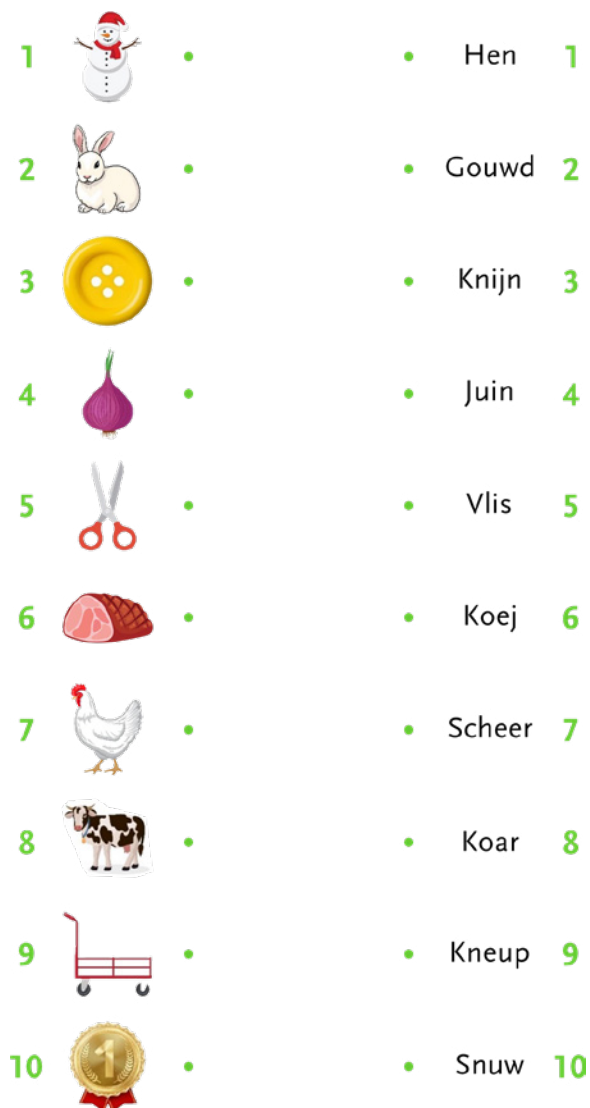 1 Hen 1
2 Gouwd 2
3 Knijn 3
4 Juin 4
5 Vlis 5
6 Koej 6
7 Scheer 7
8 Koar 8
9 Kneup 9
10 1 Snuw 10